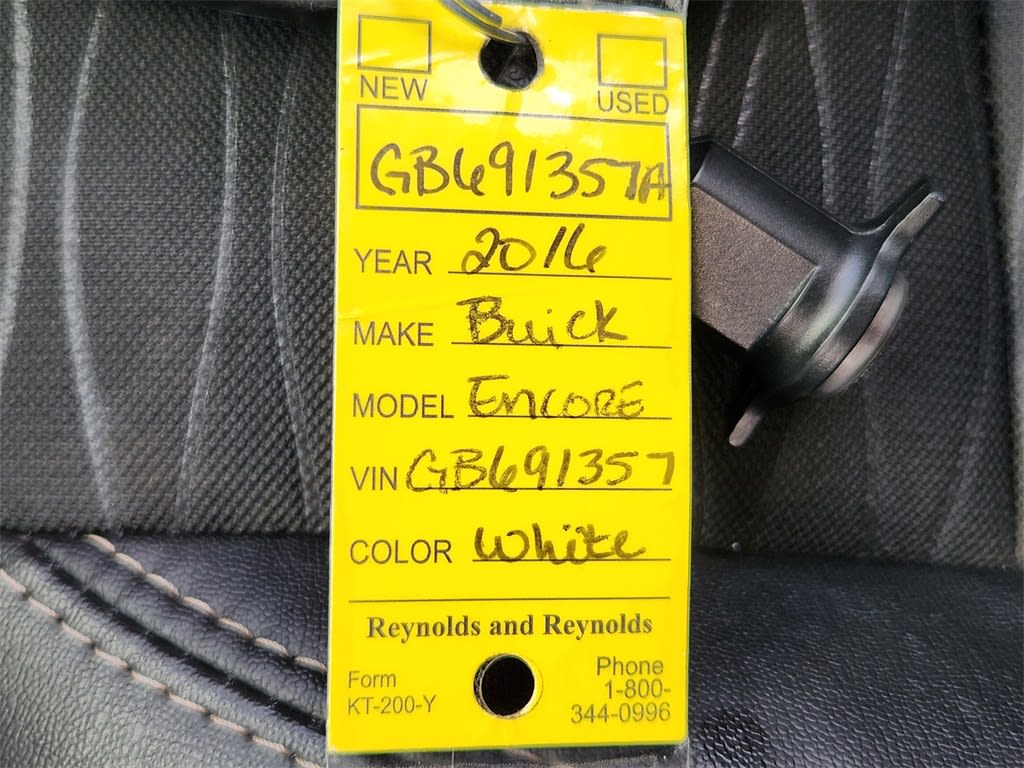 NEW USED
GB691357A
YEAR 2016
MAKE Buick
MODEL ENCORE
VIN GB691357
COLOR White
Reynolds and Reynolds
Form Phone
KT-200-Y 1-800-
344-0996